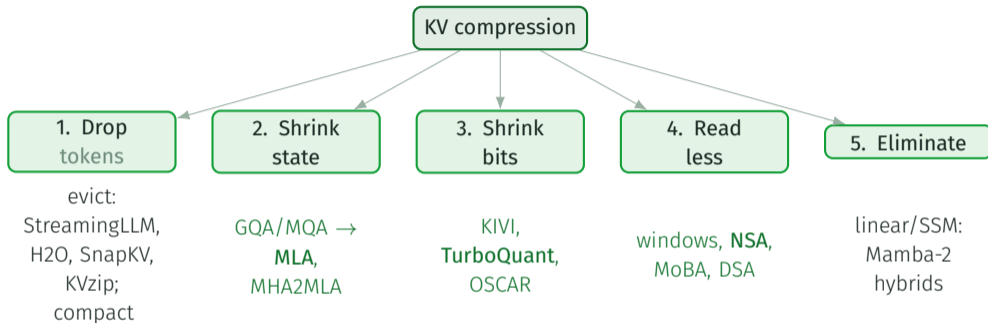 KV compression
1. Drop
tokens
2. Shrink
state
3. Shrink
bits
4. Read
less
5. Eliminate
evict:
StreamingLLM,
H2O, SnapKV,
KVzip;
compact
GQA/MQA →
MLA,
MHA2MLA
KIVI,
TurboQuant,
OSCAR
windows, NSA,
MoBA, DSA
linear/SSM:
Mamba-2
hybrids